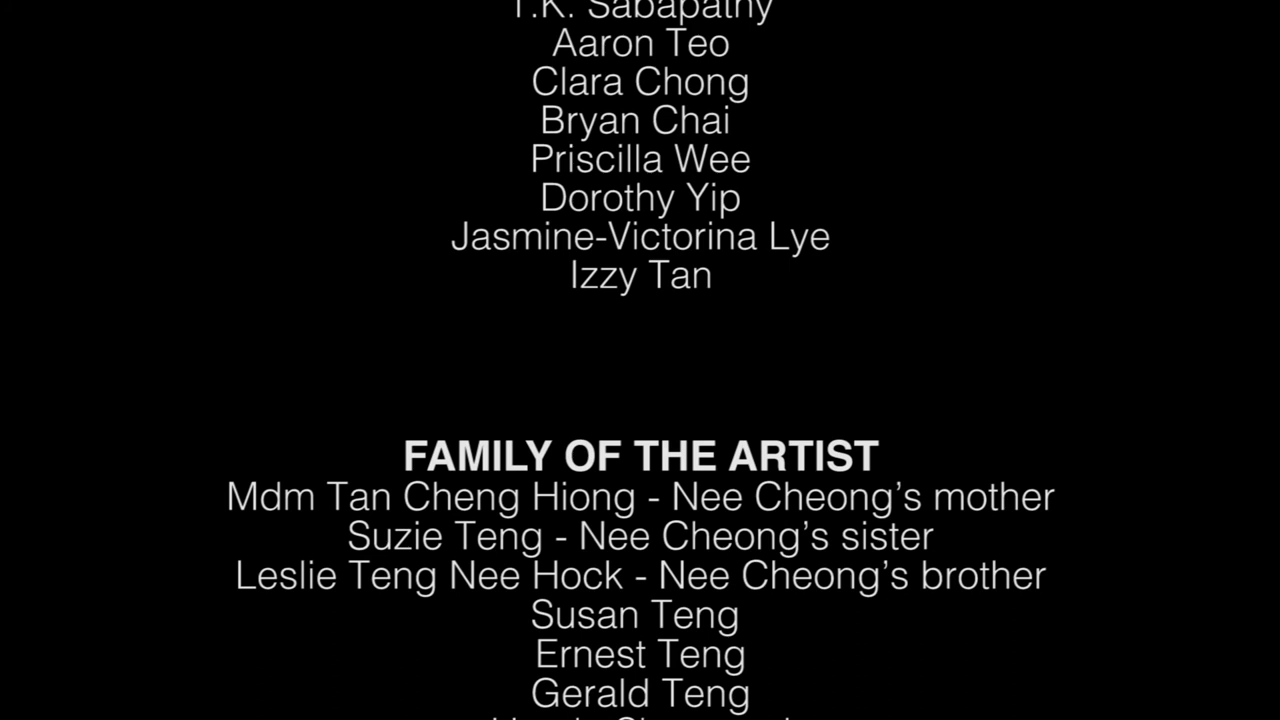 T.K. Sabapathy
Aaron Teo
Clara Chong
Bryan Chai
Priscilla Wee
Dorothy Yip
Jasmine-Victorina Lye
Izzy Tan
FAMILY OF THE ARTIST
Mdm Tan Cheng Hiong - Nee Cheong’s mother
Suzie Teng - Nee Cheong’s sister
Leslie Teng Nee Hock - Nee Cheong’s brother
Susan Teng
Ernest Teng
Gerald Teng